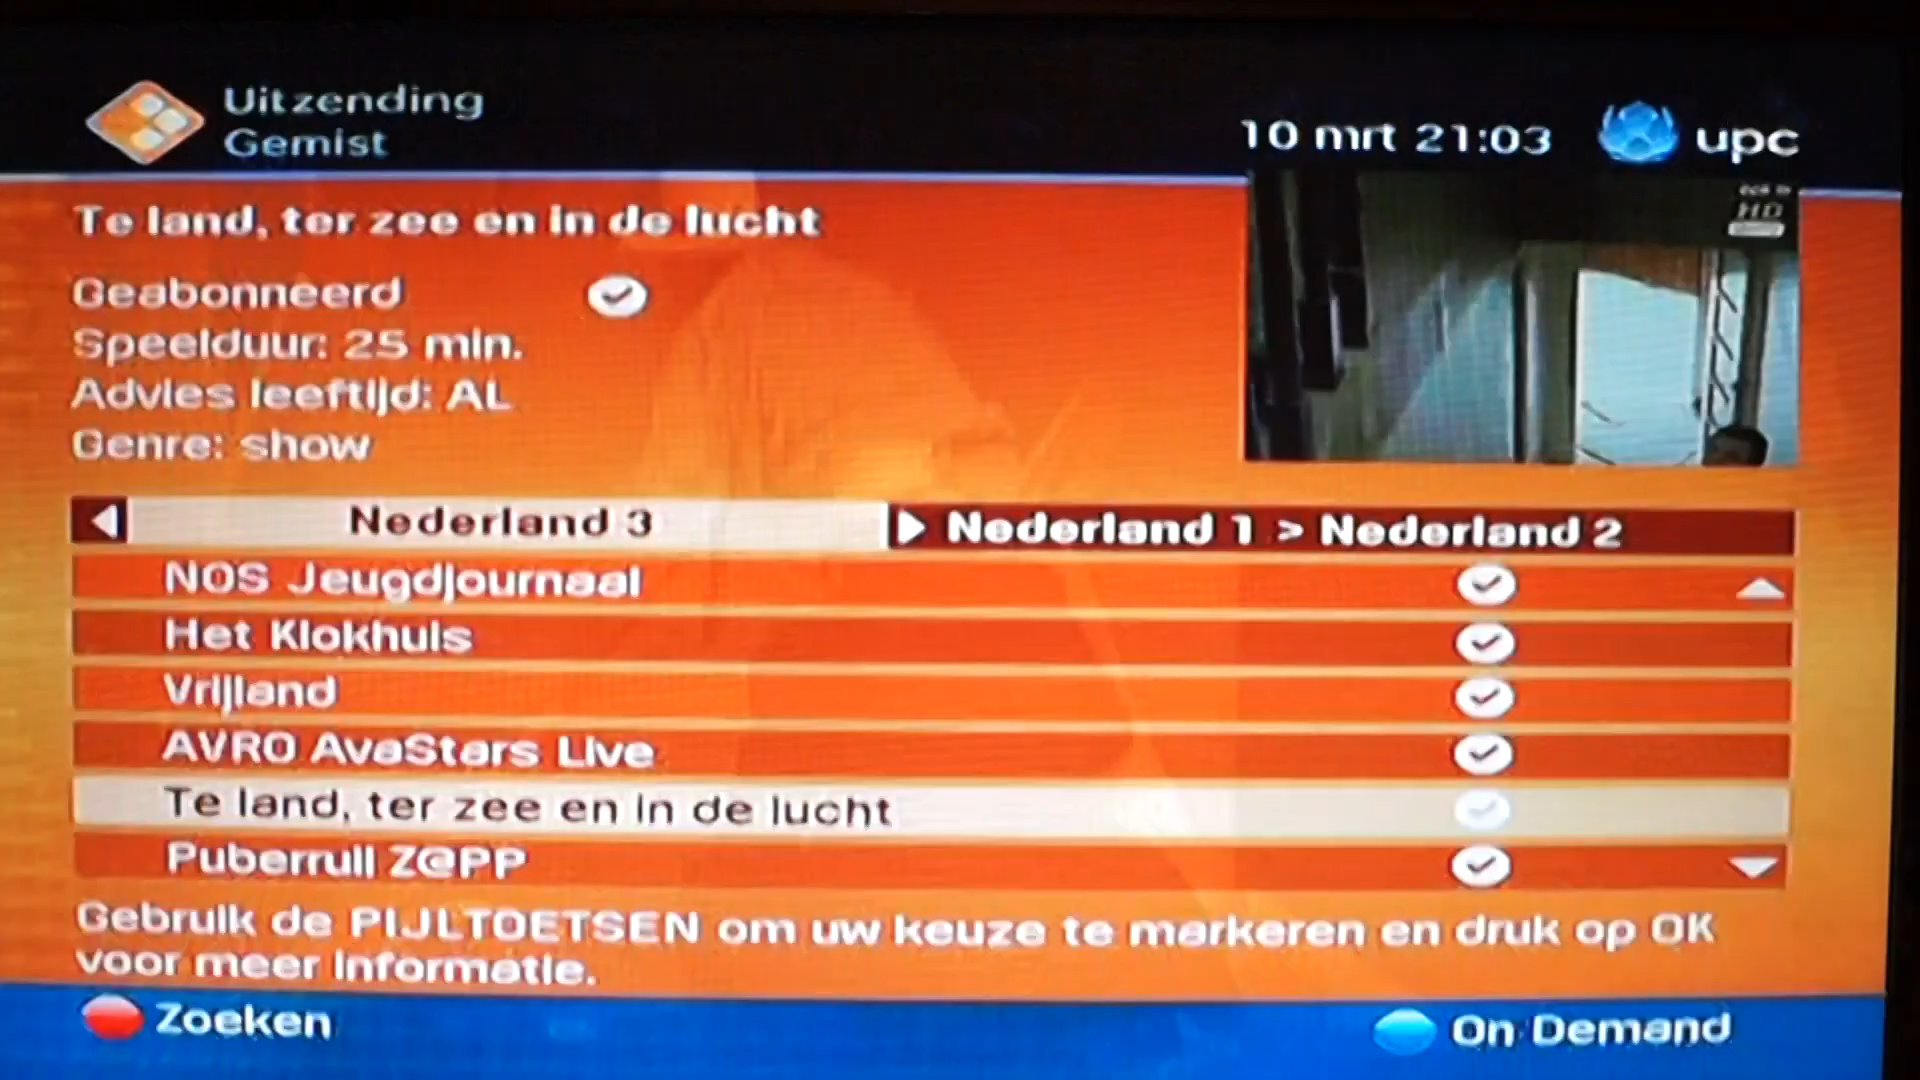 Uitzending
Gemist
10 mrt 21:03
upc
Te land, ter zee en in de lucht
HD
Geabonneerd
Speelduur: 25 min.
Advies leeftijd: AL
Genre: show
Nederland 3
Nederland 1 > Nederland 2
NOS Jeugdjournaal
Het Klokhuis
Vrijland
AVRO AvaStars Live
Te land, ter zee en in de lucht
Puberruil Z@PP
Gebruik de PIJLTOETSEN om uw keuze te markeren en druk op OK
voor meer informatie.
Zoeken
On Demand